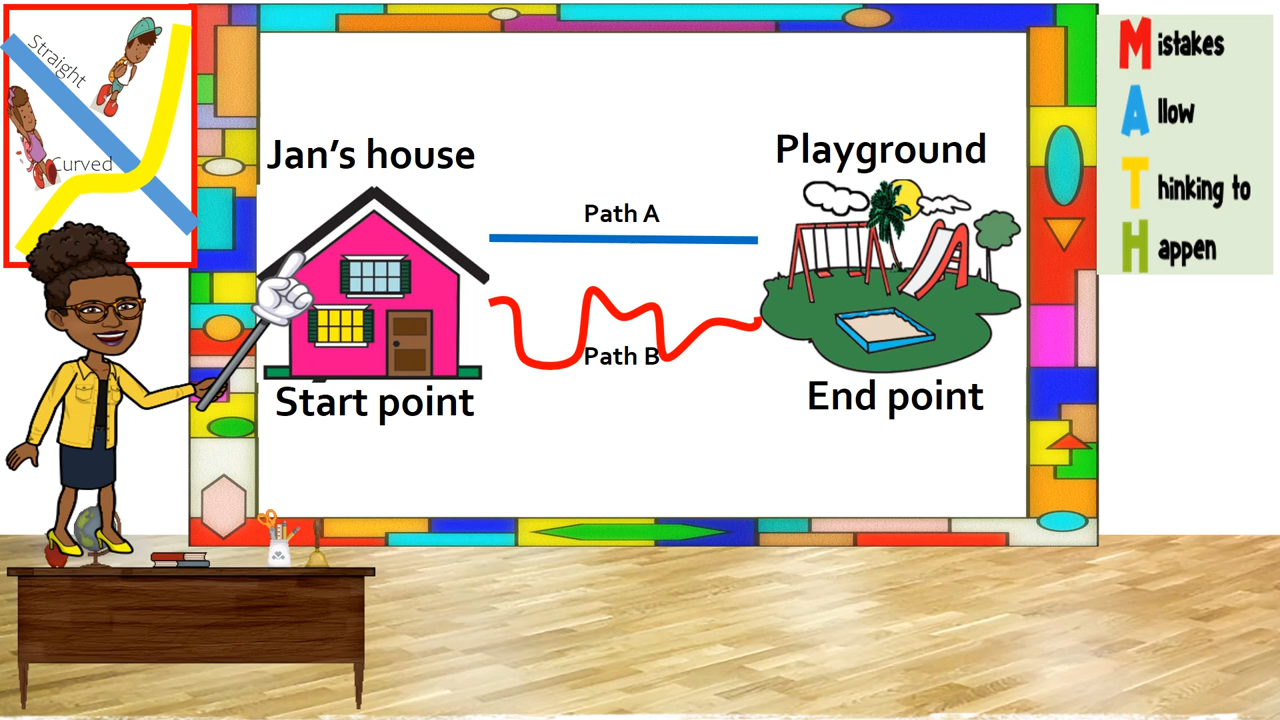 Straight
Curved
Jan's house
Start point
Path A
Path B
Playground
End point
Mistakes
Allow
Thinking to
Happen